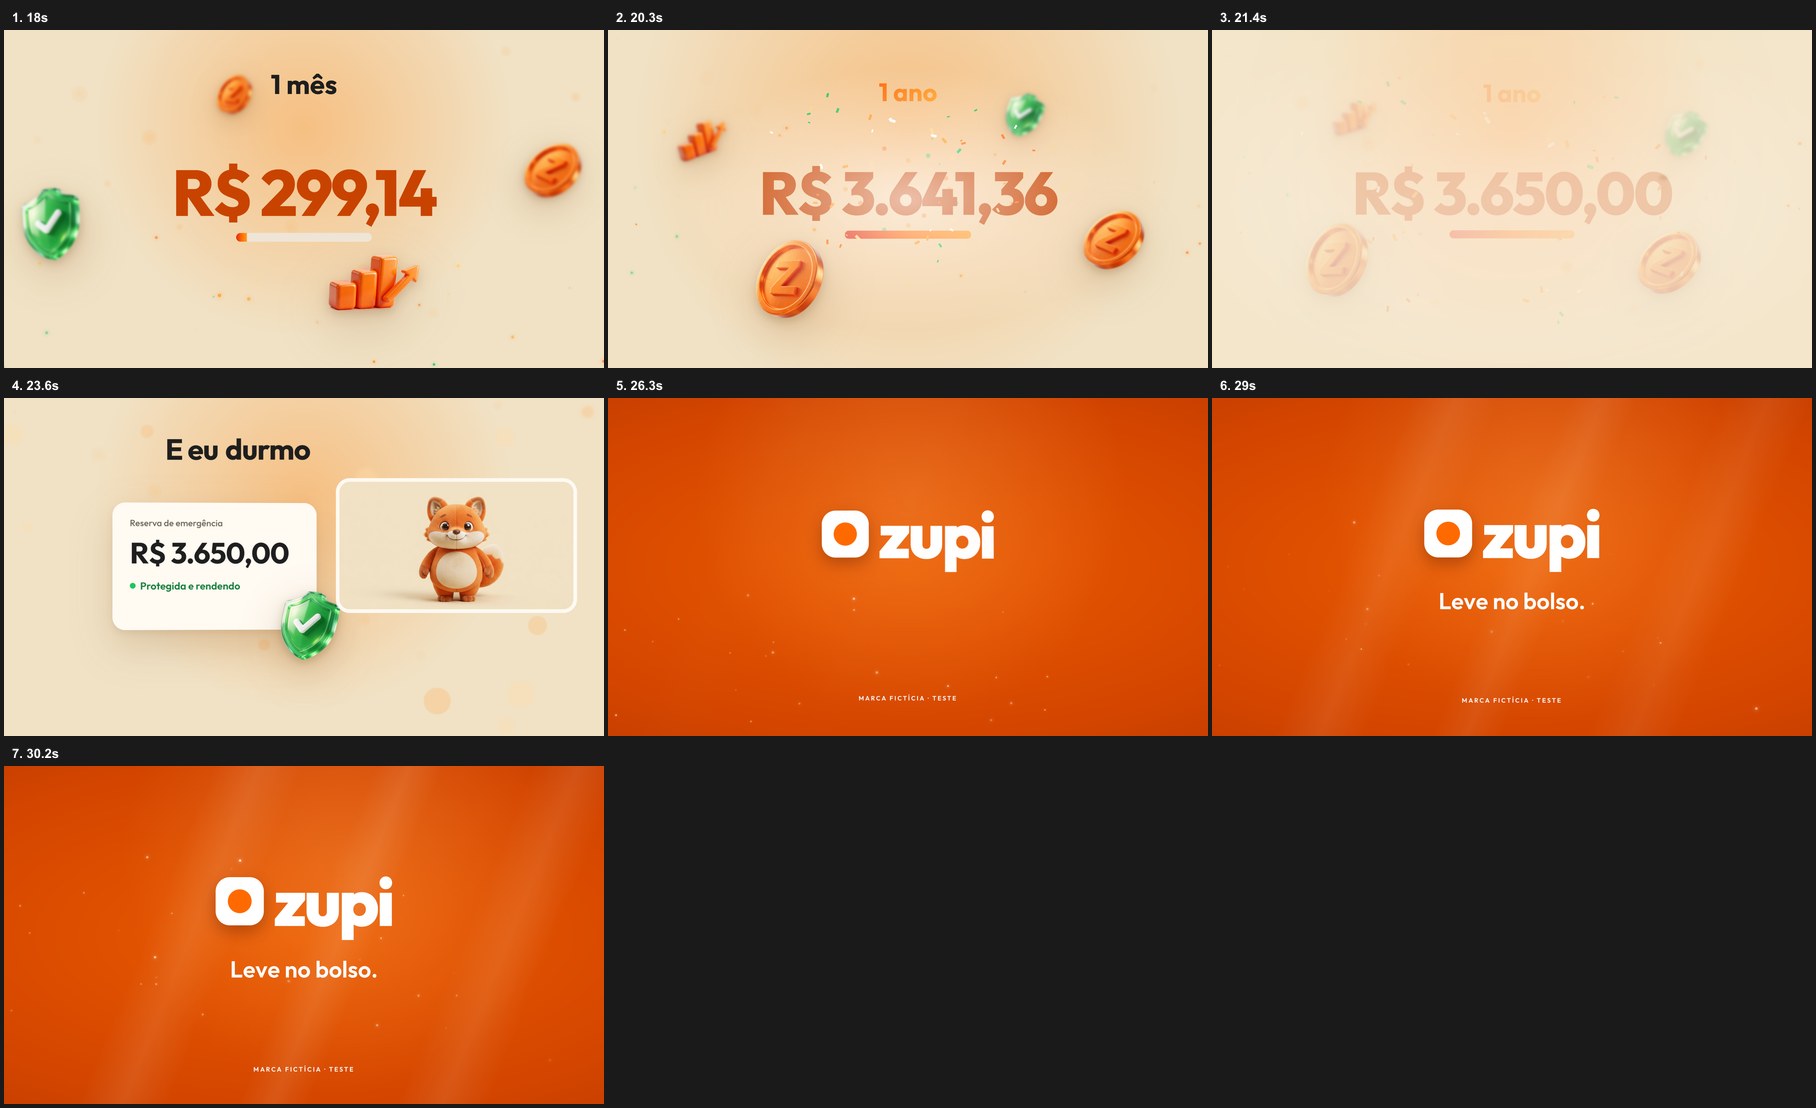 1. 18s
1 mês
R$ 299,14
2. 20.3s
1 ano
R$ 3.641,36
Z
Z
3. 21.4s
1 ano
R$ 3.650,00
Z
Z
4. 23.6s
E eu durmo
Reserva de emergência
R$ 3.650,00
Protegida e rendendo
5. 26.3s
zupi
MARCA FICTÍCIA · TESTE
6. 29s
zupi
Leve no bolso.
MARCA FICTÍCIA · TESTE
7. 30.2s
zupi
Leve no bolso.
MARCA FICTÍCIA · TESTE